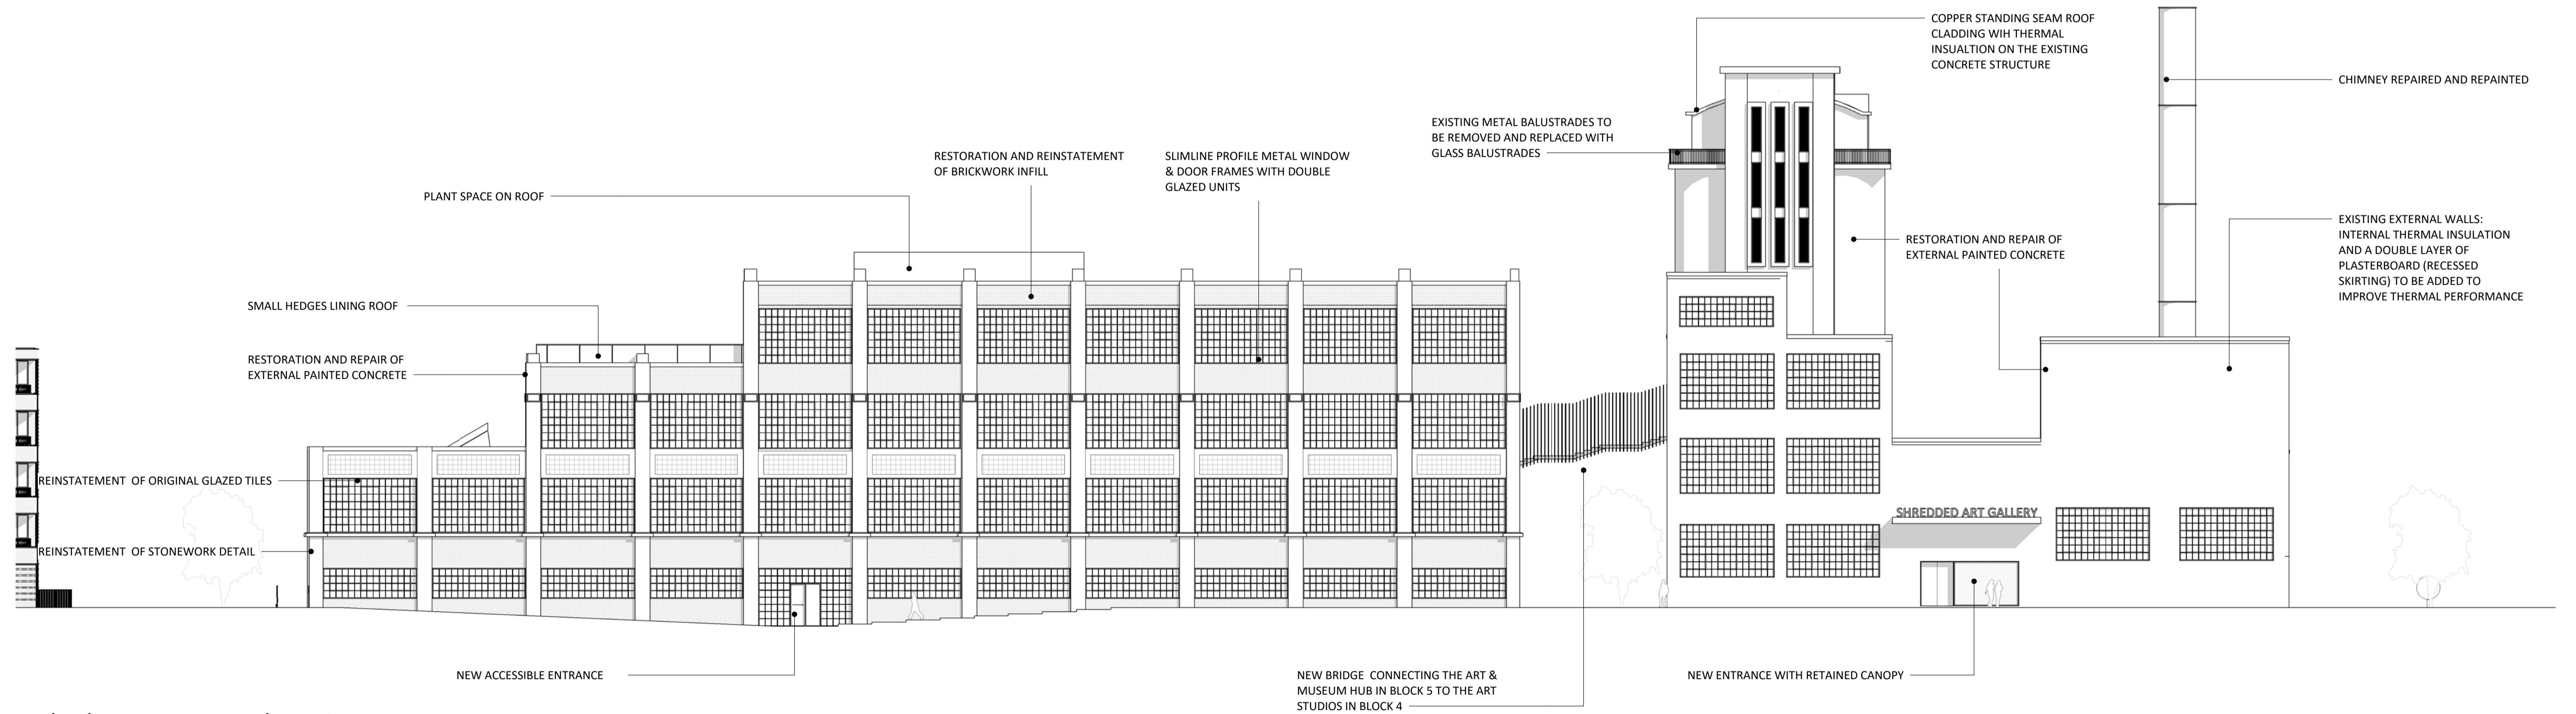 COPPER STANDING SEAM ROOF
CLADDING WIH THERMAL
INSUALTION ON THE EXISTING
CONCRETE STRUCTURE
CHIMNEY REPAIRED AND REPAINTED
EXISTING METAL BALUSTRADES TO
BE REMOVED AND REPLACED WITH
GLASS BALUSTRADES
RESTORATION AND REINSTATEMENT
OF BRICKWORK INFILL
SLIMLINE PROFILE METAL WINDOW
& DOOR FRAMES WITH DOUBLE
GLAZED UNITS
PLANT SPACE ON ROOF
EXISTING EXTERNAL WALLS:
INTERNAL THERMAL INSULATION
AND A DOUBLE LAYER OF
PLASTERBOARD (RECESSED
SKIRTING) TO BE ADDED TO
IMPROVE THERMAL PERFORMANCE
RESTORATION AND REPAIR OF
EXTERNAL PAINTED CONCRETE
SMALL HEDGES LINING ROOF
RESTORATION AND REPAIR OF
EXTERNAL PAINTED CONCRETE
REINSTATEMENT OF ORIGINAL GLAZED TILES
SHREDDED ART GALLERY
REINSTATEMENT OF STONEWORK DETAIL
NEW ACCESSIBLE ENTRANCE
NEW BRIDGE CONNECTING THE ART &
MUSEUM HUB IN BLOCK 5 TO THE ART
STUDIOS IN BLOCK 4
NEW ENTRANCE WITH RETAINED CANOPY